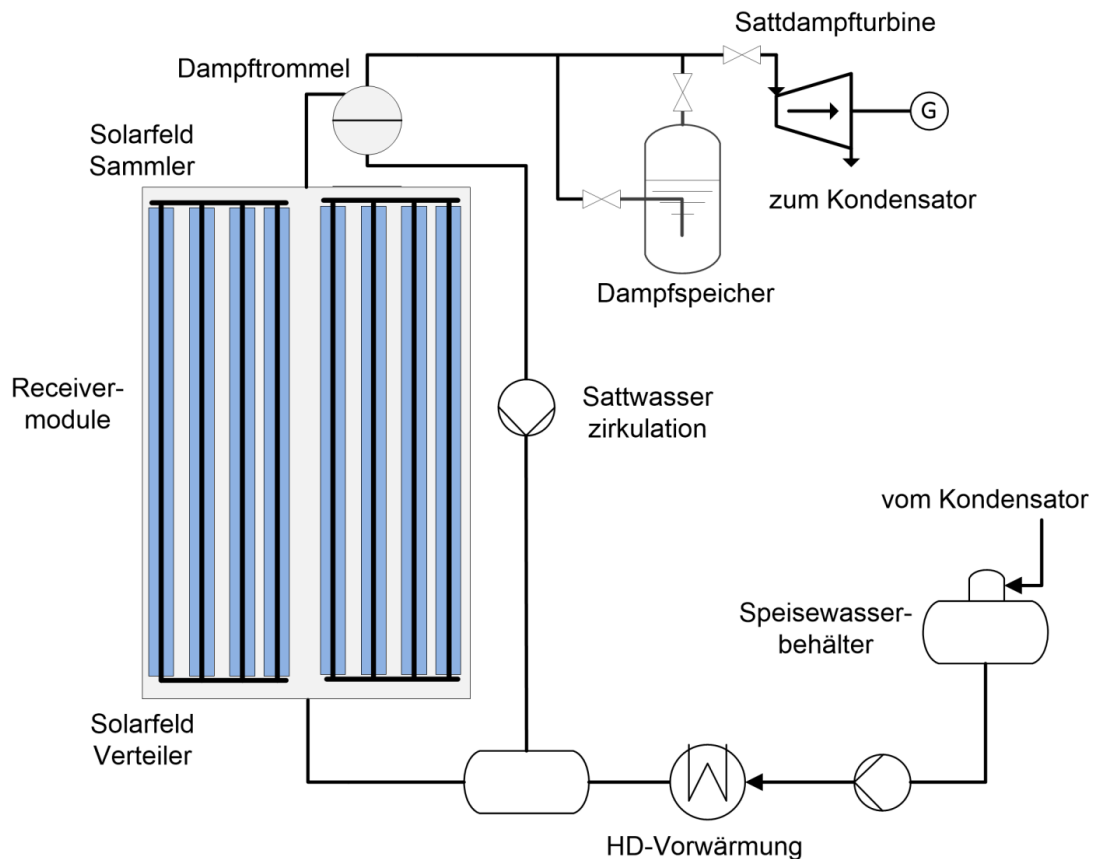 Sattdampfturbine
Dampftrommel
G
Solarfeld
Sammler
zum Kondensator
Dampfspeicher
Receiver-
module
Sattwasser
zirkulation
vom Kondensator
Speisewasser-
behälter
Solarfeld
Verteiler
HD-Vorwärmung